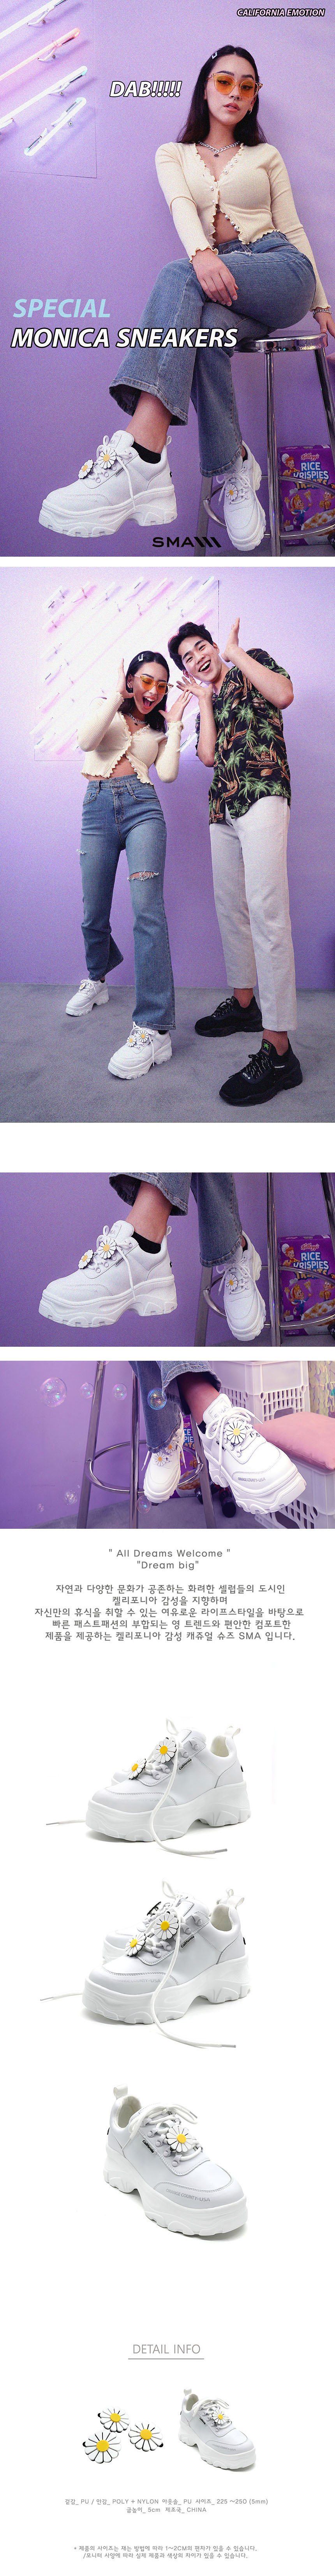 CALIFORNIA EMOTION
DAB!!!!!
SPECIAL
MONICA SNEAKERS
Kellogg's
RICE
KRISPIES
SMA
Kellogg's
RICE
KRISPIES
" All Dreams Welcome "
"Dream big"
자연과 다양한 문화가 공존하는 화려한 셀럽들의 도시인
켈리포니아 감성을 지향하며
자신만의 휴식을 취할 수 있는 여유로운 라이프스타일을 바탕으로
빠른 패스트패션의 부합되는 영 트렌드와 편안한 컴포트한
제품을 제공하는 켈리포니아 감성 캐쥬얼 슈즈 SMA 입니다.
DETAIL INFO
겉감_ PU / 안감_ POLY + NYLON 아웃솔_ PU 사이즈_ 225 ~250 (5mm)
굽높이_ 5cm 제조국_ CHINA
* 제품의 사이즈는 재는 방법에 따라 1~2CM의 편차가 있을 수 있습니다.
/모니터 사양에 따라 실제 제품과 색상의 차이가 있을 수 있습니다.